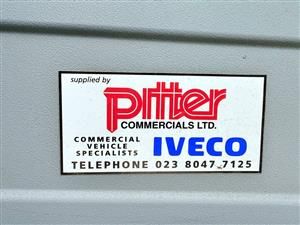 supplied by
pitter
COMMERCIALS LTD.
COMMERCIAL
VEHICLE
SPECIALISTS
IVECO
TELEPHONE 023 8047 7125